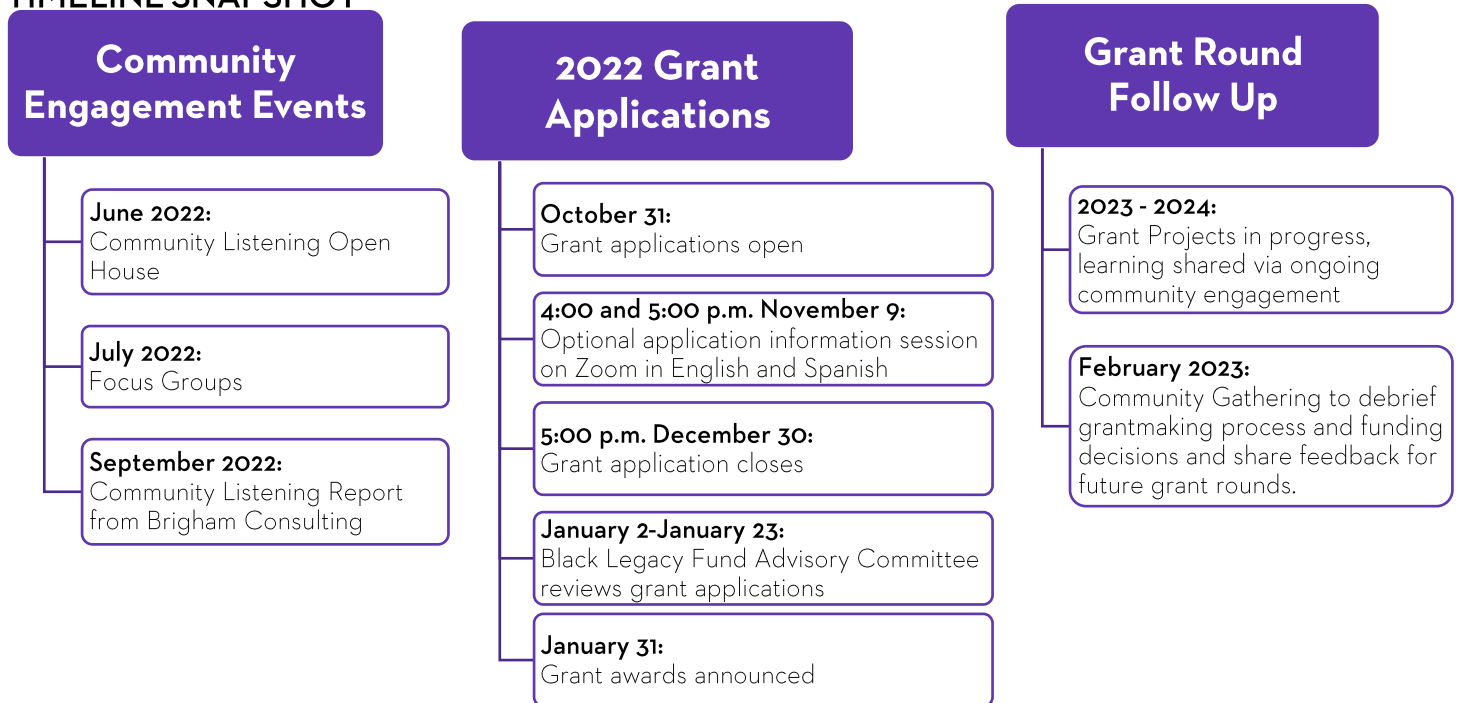 TIMELINE SNAPSHOT
Community
Engagement Events
June 2022:
Community Listening Open
House
July 2022:
Focus Groups
September 2022:
Community Listening Report
from Brigham Consulting
2022 Grant
Applications
October 31:
Grant applications open
4:00 and 5:00 p.m. November 9:
Optional application information session
on Zoom in English and Spanish
5:00 p.m. December 30:
Grant application closes
January 2-January 23:
Black Legacy Fund Advisory Committee
reviews grant applications
January 31:
Grant awards announced
Grant Round
Follow Up
2023 - 2024:
Grant Projects in progress,
learning shared via ongoing
community engagement
February 2023:
Community Gathering to debrief
grantmaking process and funding
decisions and share feedback for
future grant rounds.